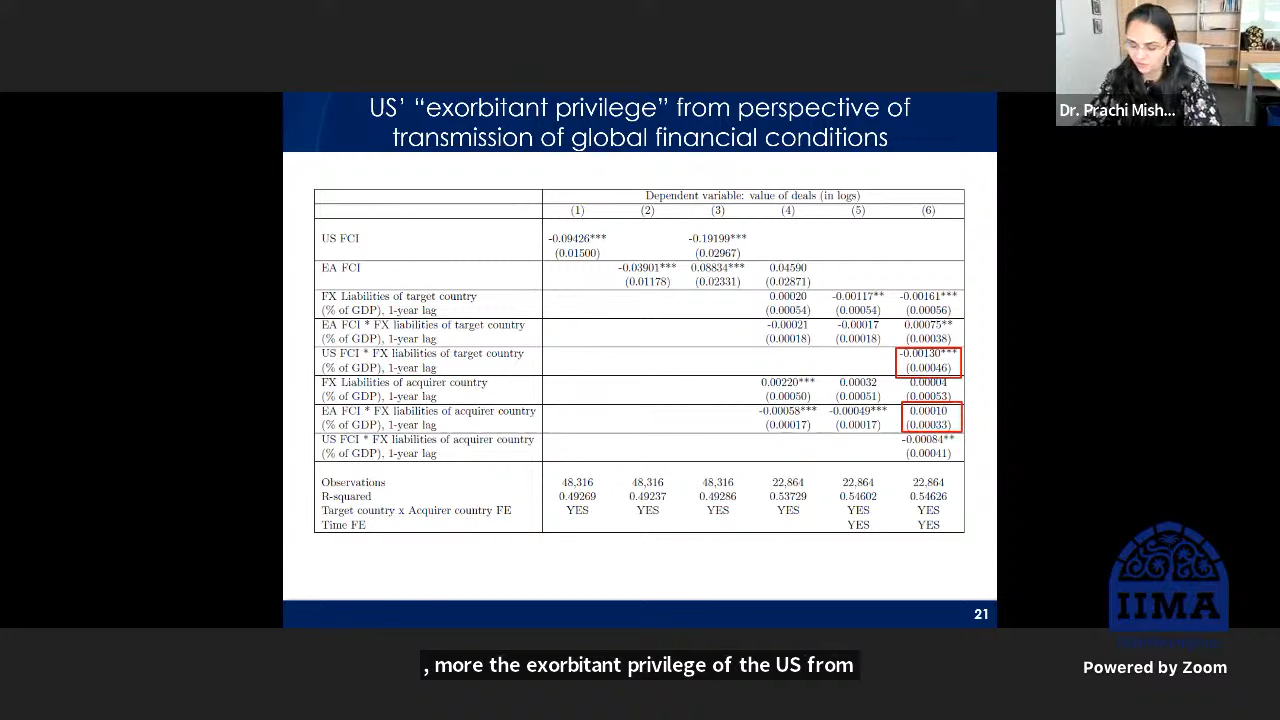 US' “exorbitant privilege” from perspective of
transmission of global financial conditions
Dr. Prachi Mish...
Dependent variable: value of deals (in logs)
(1) (2) (3) (4) (5) (6)
US FCI -0.09426*** -0.19199***
(0.01500) (0.02967)
EA FCI -0.03901*** 0.08834*** 0.04590
(0.01178) (0.02331) (0.02871)
FX Liabilities of target country 0.00020 -0.00117** -0.00161***
(% of GDP), 1-year lag (0.00054) (0.00054) (0.00056)
EA FCI * FX liabilities of target country -0.00021 -0.00017 0.00075**
(% of GDP), 1-year lag (0.00018) (0.00018) (0.00038)
US FCI * FX liabilities of target country -0.00130***
(% of GDP), 1-year lag (0.00046)
FX Liabilities of acquirer country 0.00220*** 0.00032 0.00004
(% of GDP), 1-year lag (0.00050) (0.00051) (0.00053)
EA FCI * FX liabilities of acquirer country -0.00058*** -0.00049*** 0.00010
(% of GDP), 1-year lag (0.00017) (0.00017) (0.00033)
US FCI * FX liabilities of acquirer country -0.00084**
(% of GDP), 1-year lag (0.00041)
Observations 48,316 48,316 48,316 22,864 22,864 22,864
R-squared 0.49269 0.49237 0.49286 0.53729 0.54602 0.54626
Target country x Acquirer country FE YES YES YES YES YES YES
Time FE YES YES
21
IIMA
, more the exorbitant privilege of the US from
Powered by Zoom